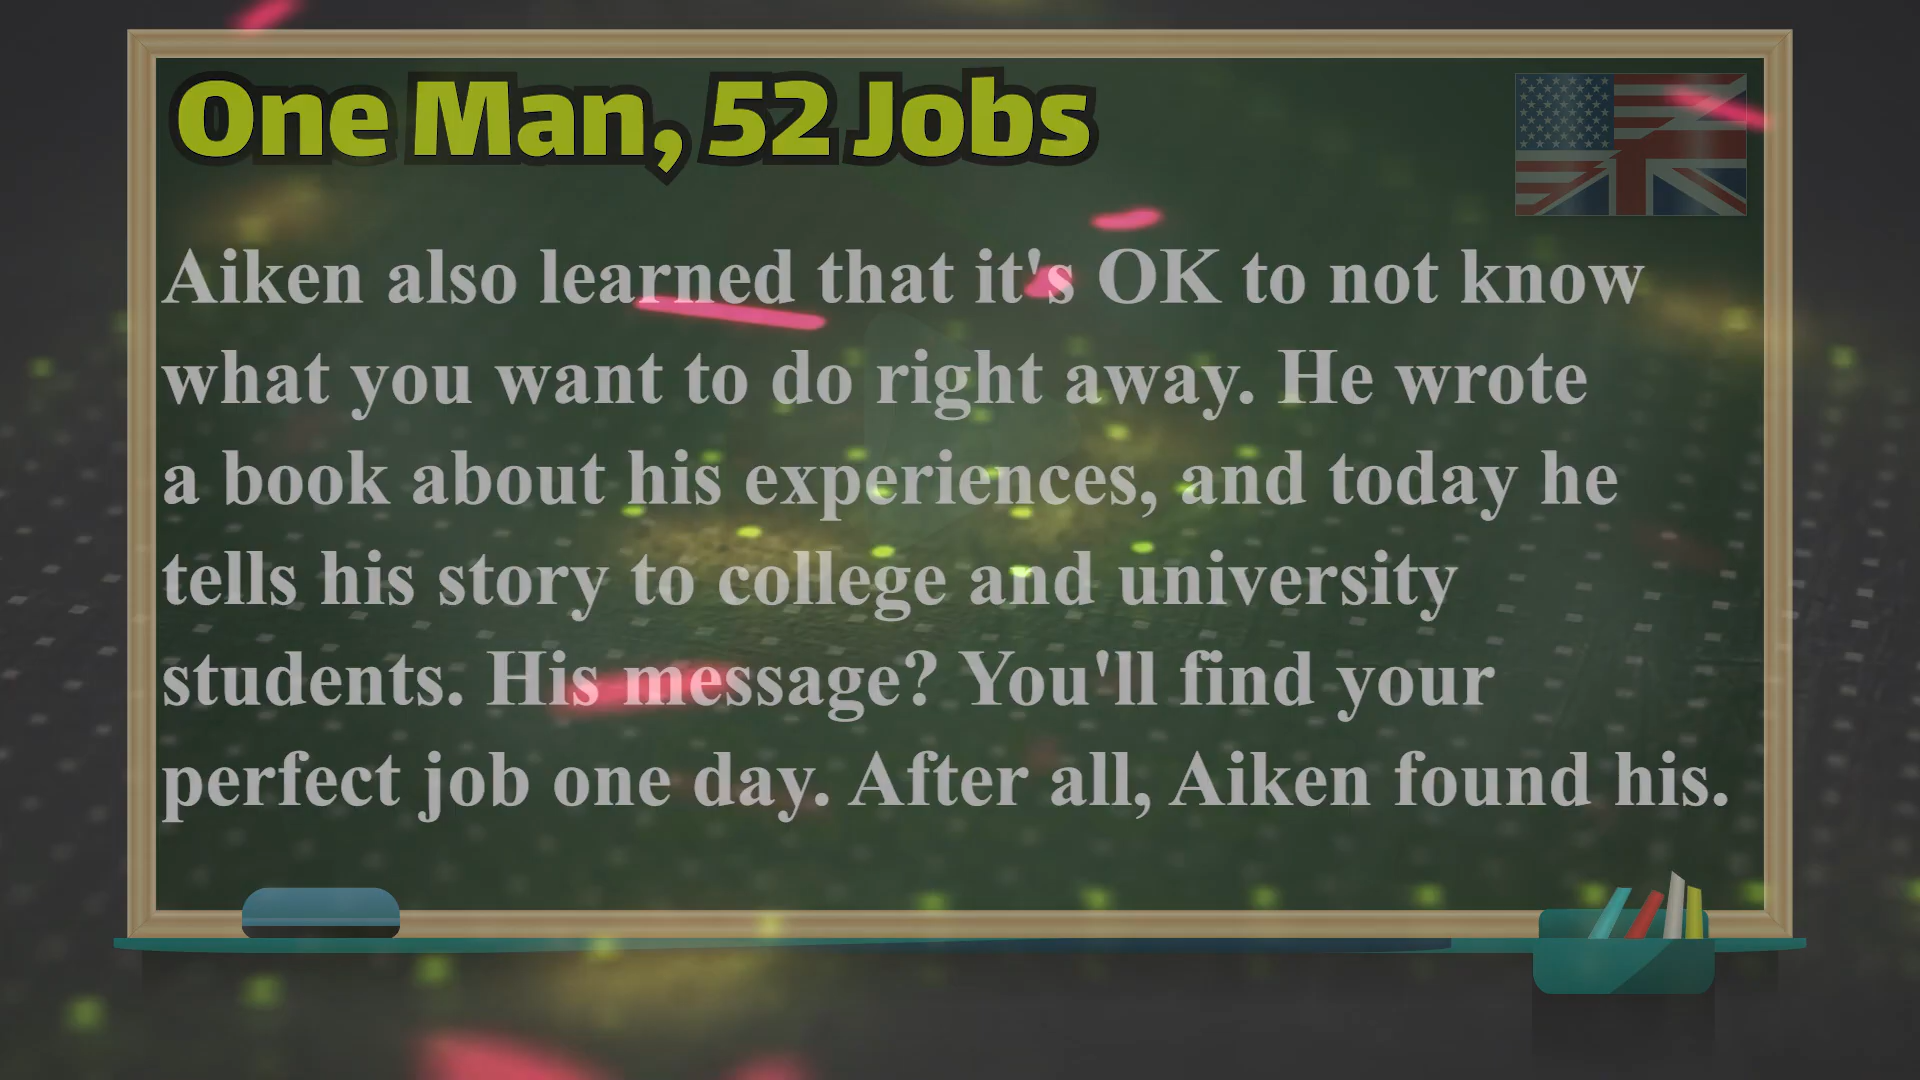 One Man, 52 Jobs
Aiken also learned that it's OK to not know
what you want to do right away. He wrote
a book about his experiences, and today he
tells his story to college and university
students. His message? You'll find your
perfect job one day. After all, Aiken found his.